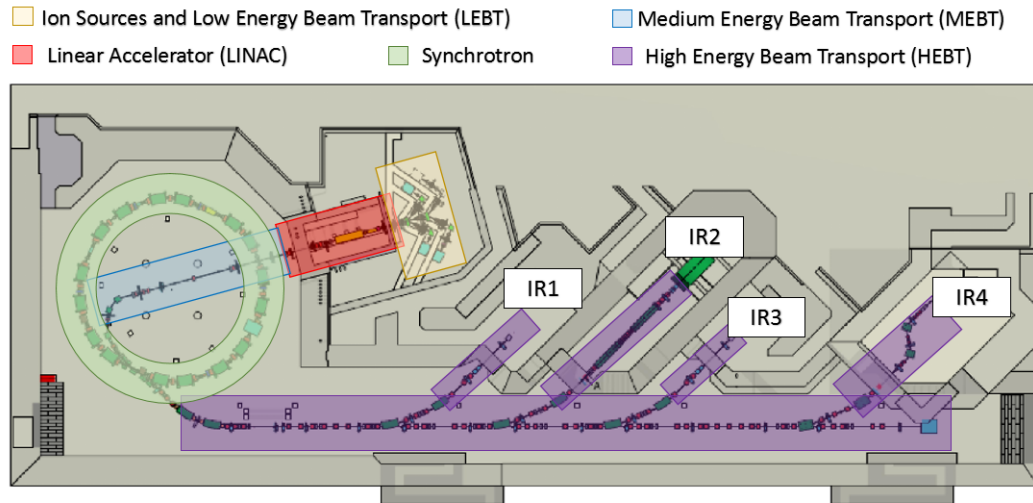 Ion Sources and Low Energy Beam Transport (LEBT)
Medium Energy Beam Transport (MEBT)
Linear Accelerator (LINAC)
Synchrotron
High Energy Beam Transport (HEBT)
IR1
IR2
IR3
IR4